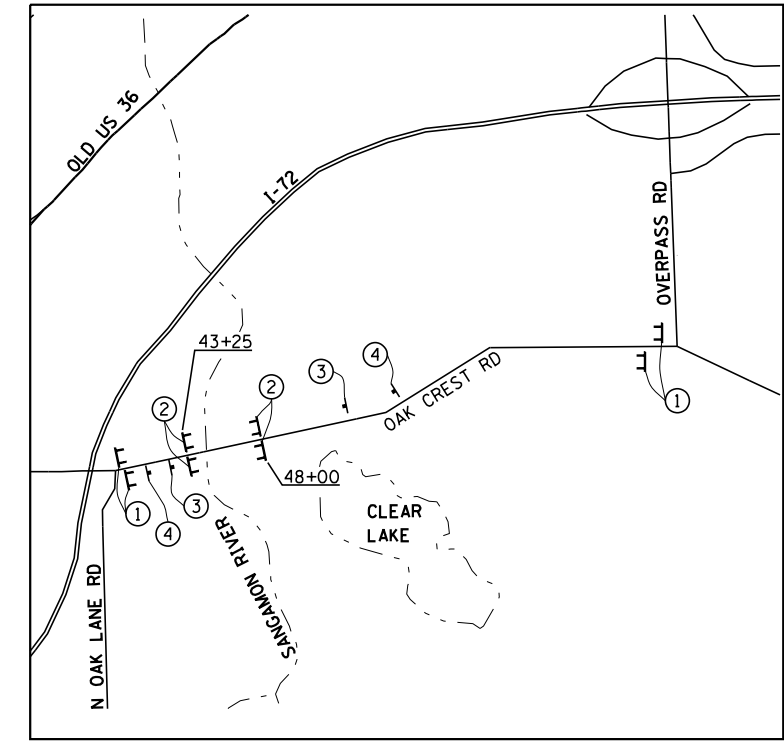 OLD US 36
I-72
OVERPASS RD
43+25
4
3
2
2
OAK CREST RD
1
48+00
3
1
4
CLEAR
LAKE
SANGAMON RIVER
N OAK LANE RD